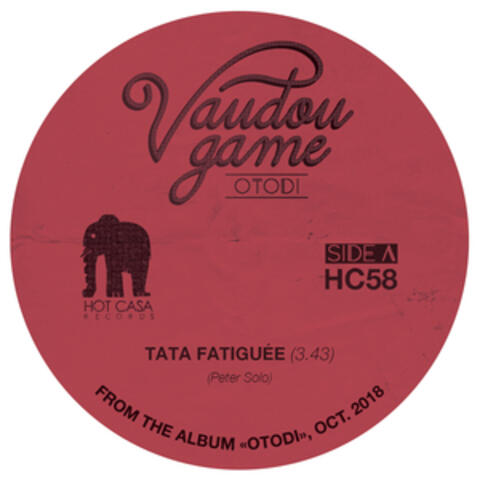 Vaudou
game
OTODI
HOT CASA
RECORDS
SIDE A
HC58
TATA FATIGUÉE (3.43)
(Peter Solo)
FROM THE ALBUM «OTODI», OCT. 2018